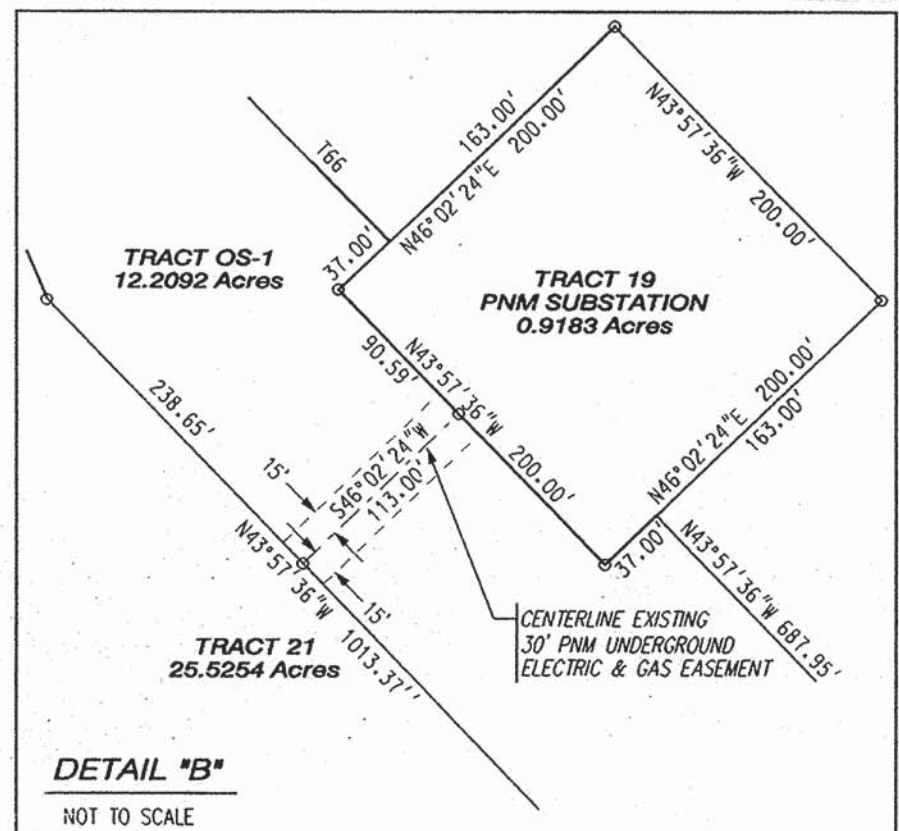 163.00'
N46°02'24"E 200.00'
N43°57'36"W 200.00'
T66
37.00'
TRACT OS-1
12.2092 Acres
TRACT 19
PNM SUBSTATION
0.9183 Acres
90.59'
N43°57'36"W 200.00'
238.65'
15'
S46°02'24"W
113.00'
N46°02'24"E 200.00'
163.00'
37.00'
N43°57'36"W 687.95'
N43°57'36"W 1013.37''
15'
CENTERLINE EXISTING
30' PNM UNDERGROUND
ELECTRIC & GAS EASEMENT
TRACT 21
25.5254 Acres
DETAIL "B"
NOT TO SCALE